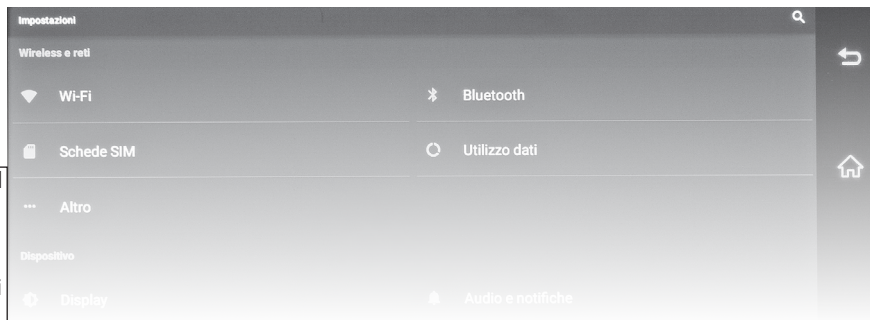 Impostazioni
Wireless e reti
Wi-Fi
Bluetooth
Schede SIM
Utilizzo dati
Altro
Dispositivo
Display
Audio e notifiche